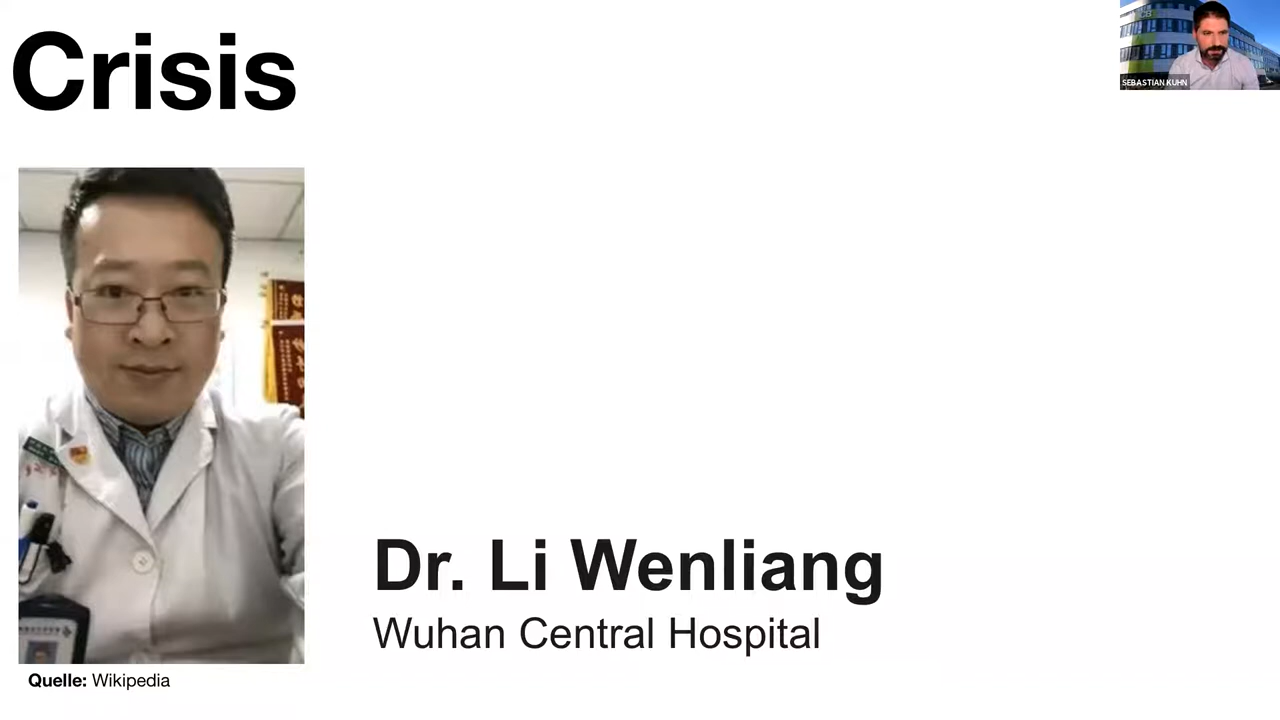 Crisis
SEBASTIAN KUHN
Dr. Li Wenliang
Wuhan Central Hospital
Quelle: Wikipedia